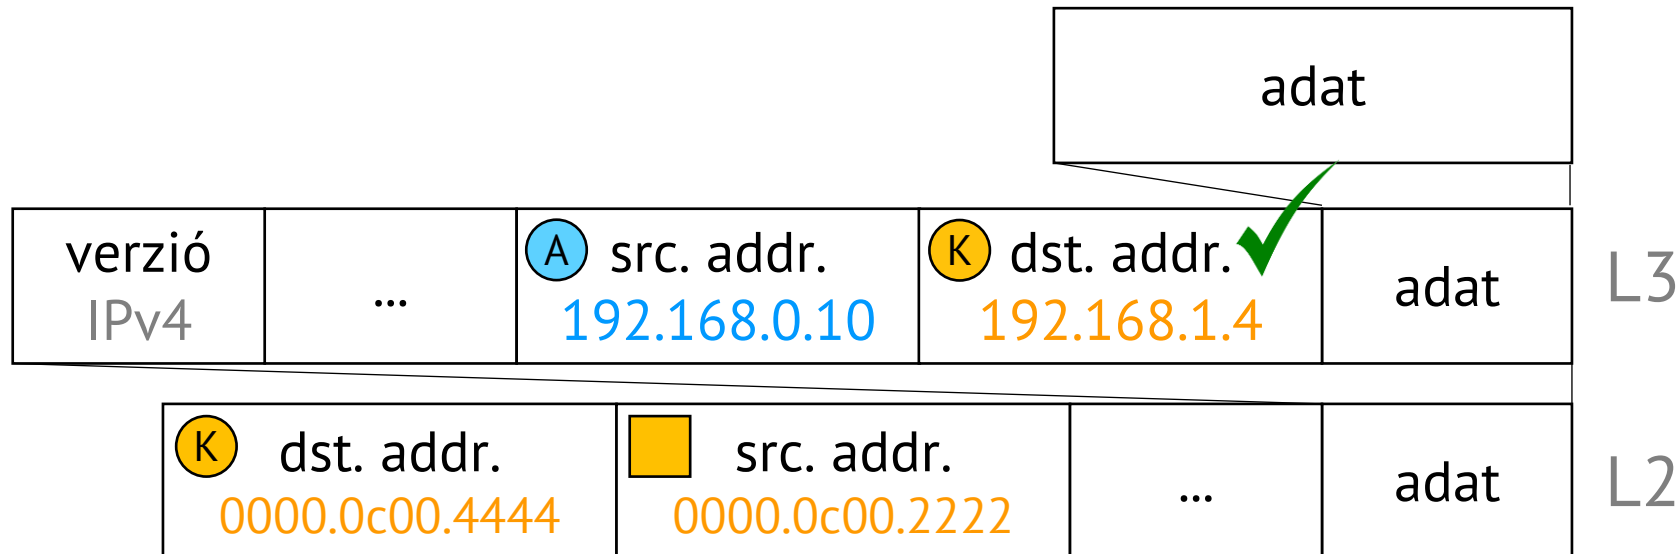 adat
verzió
IPv4
...
A src. addr.
192.168.0.10
K dst. addr.
192.168.1.4
adat
L3
K dst. addr.
0000.0c00.4444
src. addr.
0000.0c00.2222
...
adat
L2